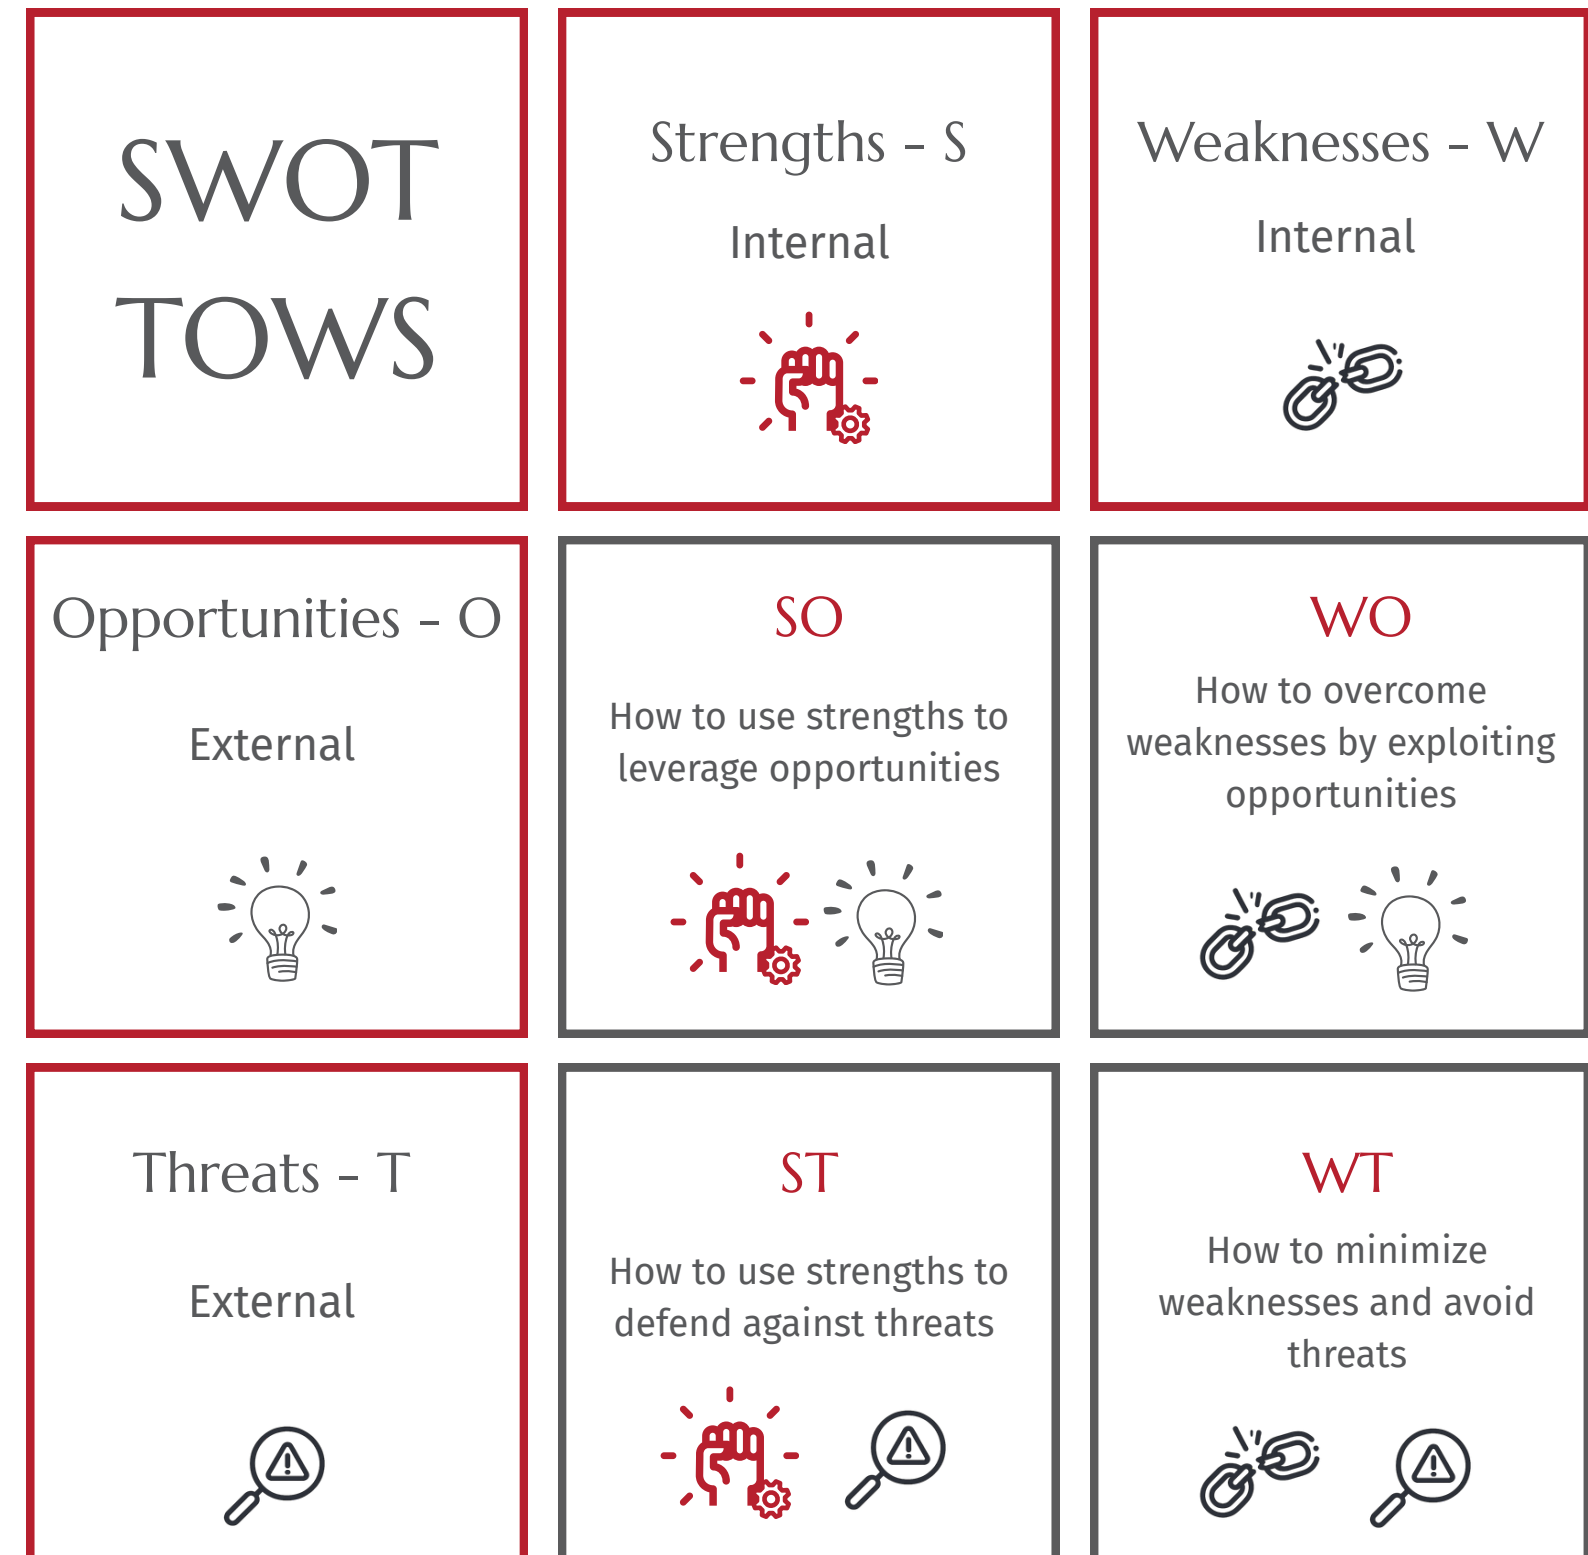 SWOT
TOWS
Strengths - S
Internal
Weaknesses - W
Internal
Opportunities - O
External
SO
How to use strengths to
leverage opportunities
WO
How to overcome
weaknesses by exploiting
opportunities
Threats - T
External
ST
How to use strengths to
defend against threats
WT
How to minimize
weaknesses and avoid
threats